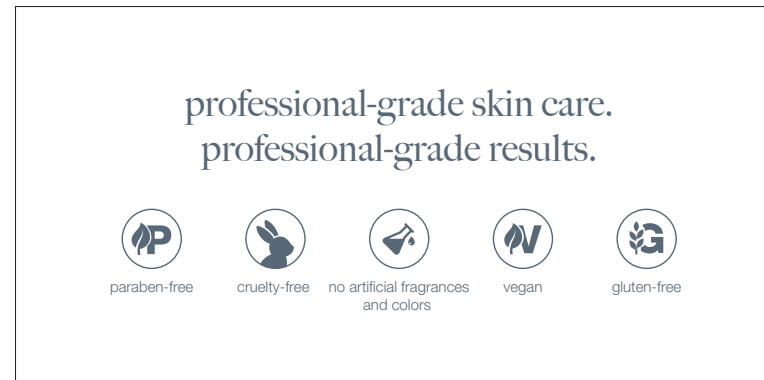 professional-grade skin care.
professional-grade results.
P
V
G
paraben-free
cruelty-free
no artificial fragrances
and colors
vegan
gluten-free